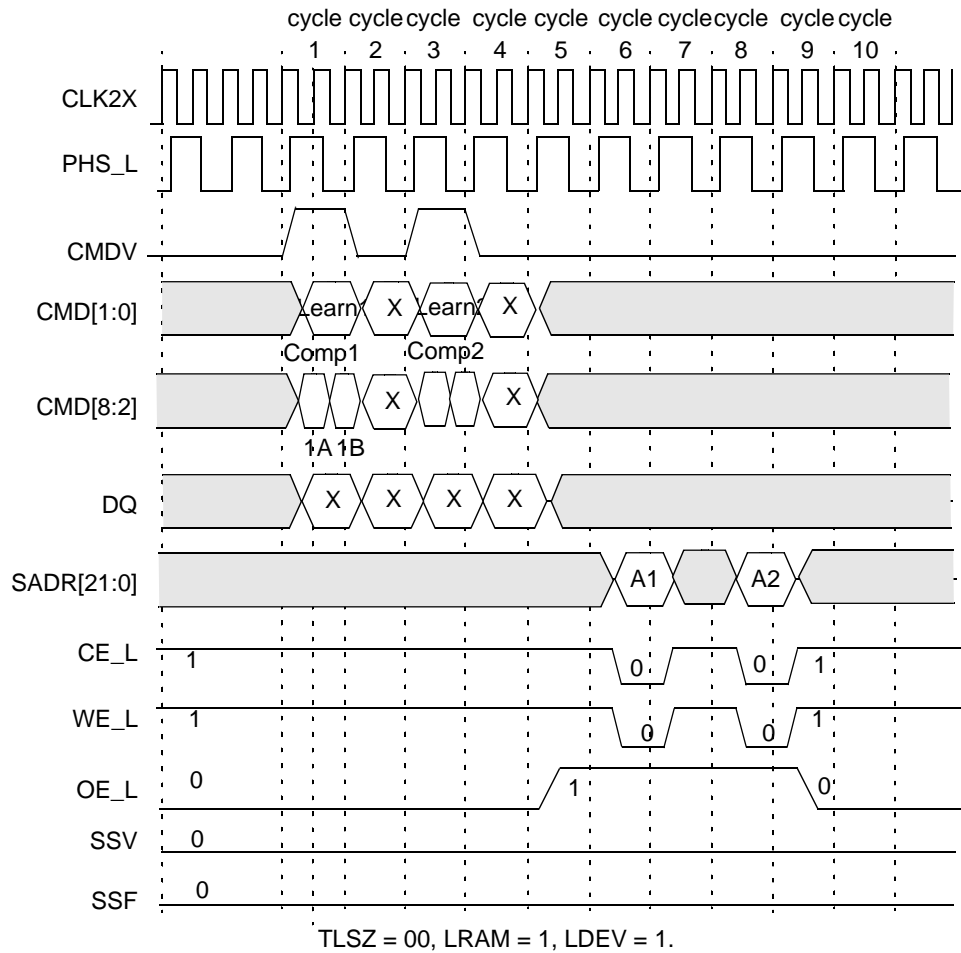 cycle cycle cycle cycle cycle cycle cycle cycle cycle cycle
1 2 3 4 5 6 7 8 9 10
CLK2X
PHS_L
CMDV
CMD[1:0] Learn1 X Learn2 X
Comp1 Comp2
CMD[8:2] X X
1A 1B
DQ X X X X
SADR[21:0] A1 A2
CE_L 1 0 0 1
WE_L 1 0 0 1
OE_L 0 1 0
SSV 0
SSF 0
TLSZ = 00, LRAM = 1, LDEV = 1.